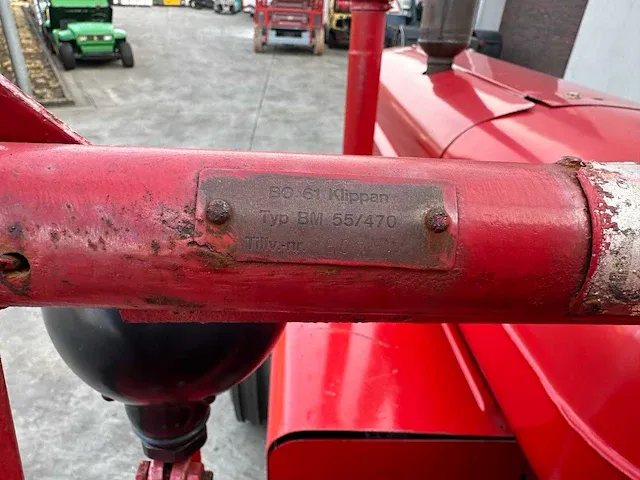 BO 61 Klippan
Typ BM 55/470
Tillv.-nr.